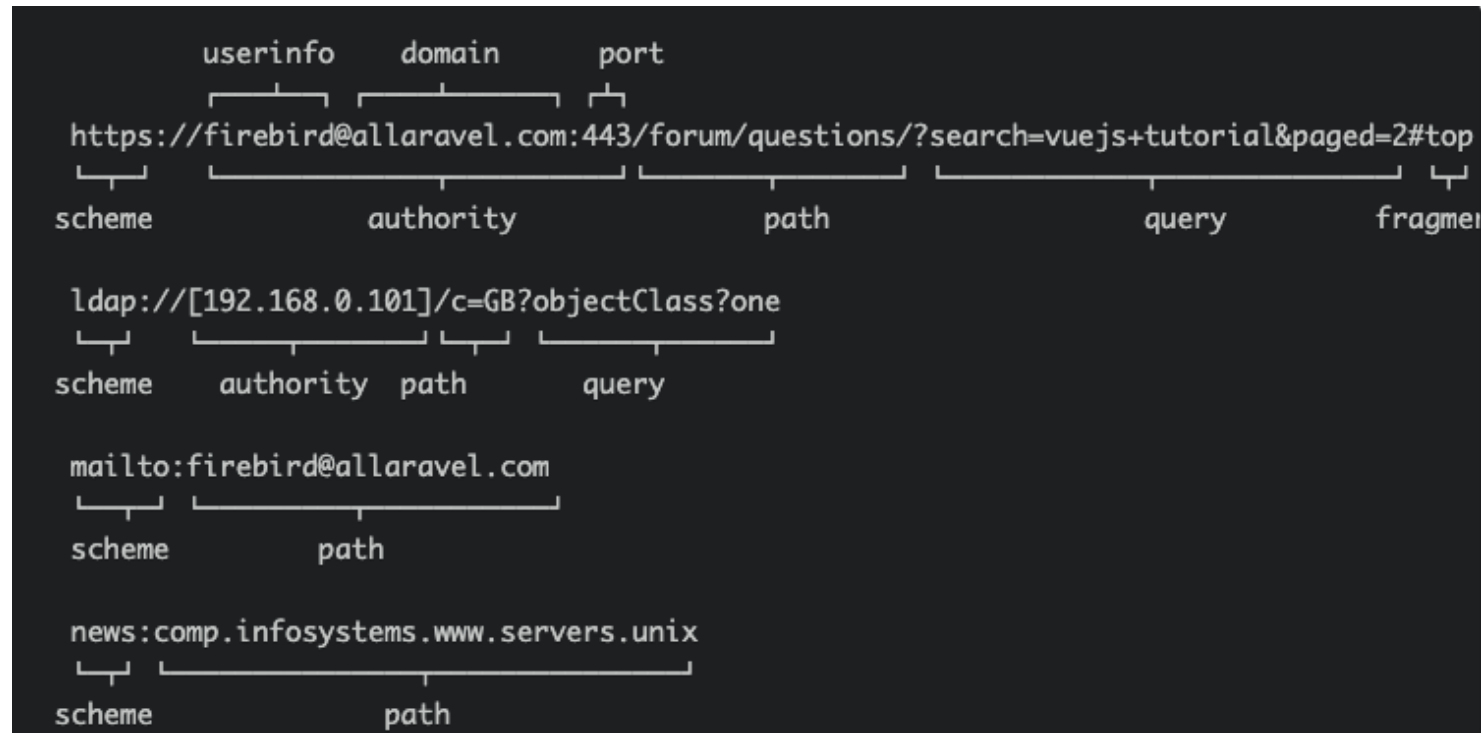 userinfo domain port
https://firebird@allaravel.com:443/forum/questions/?search=vuejs+tutorial&paged=2#top
scheme authority path query fragme
ldap://[192.168.0.101]/c=GB?objectClass?one
scheme authority path query
mailto:firebird@allaravel.com
scheme path
news:comp.infosystems.www.servers.unix
scheme path